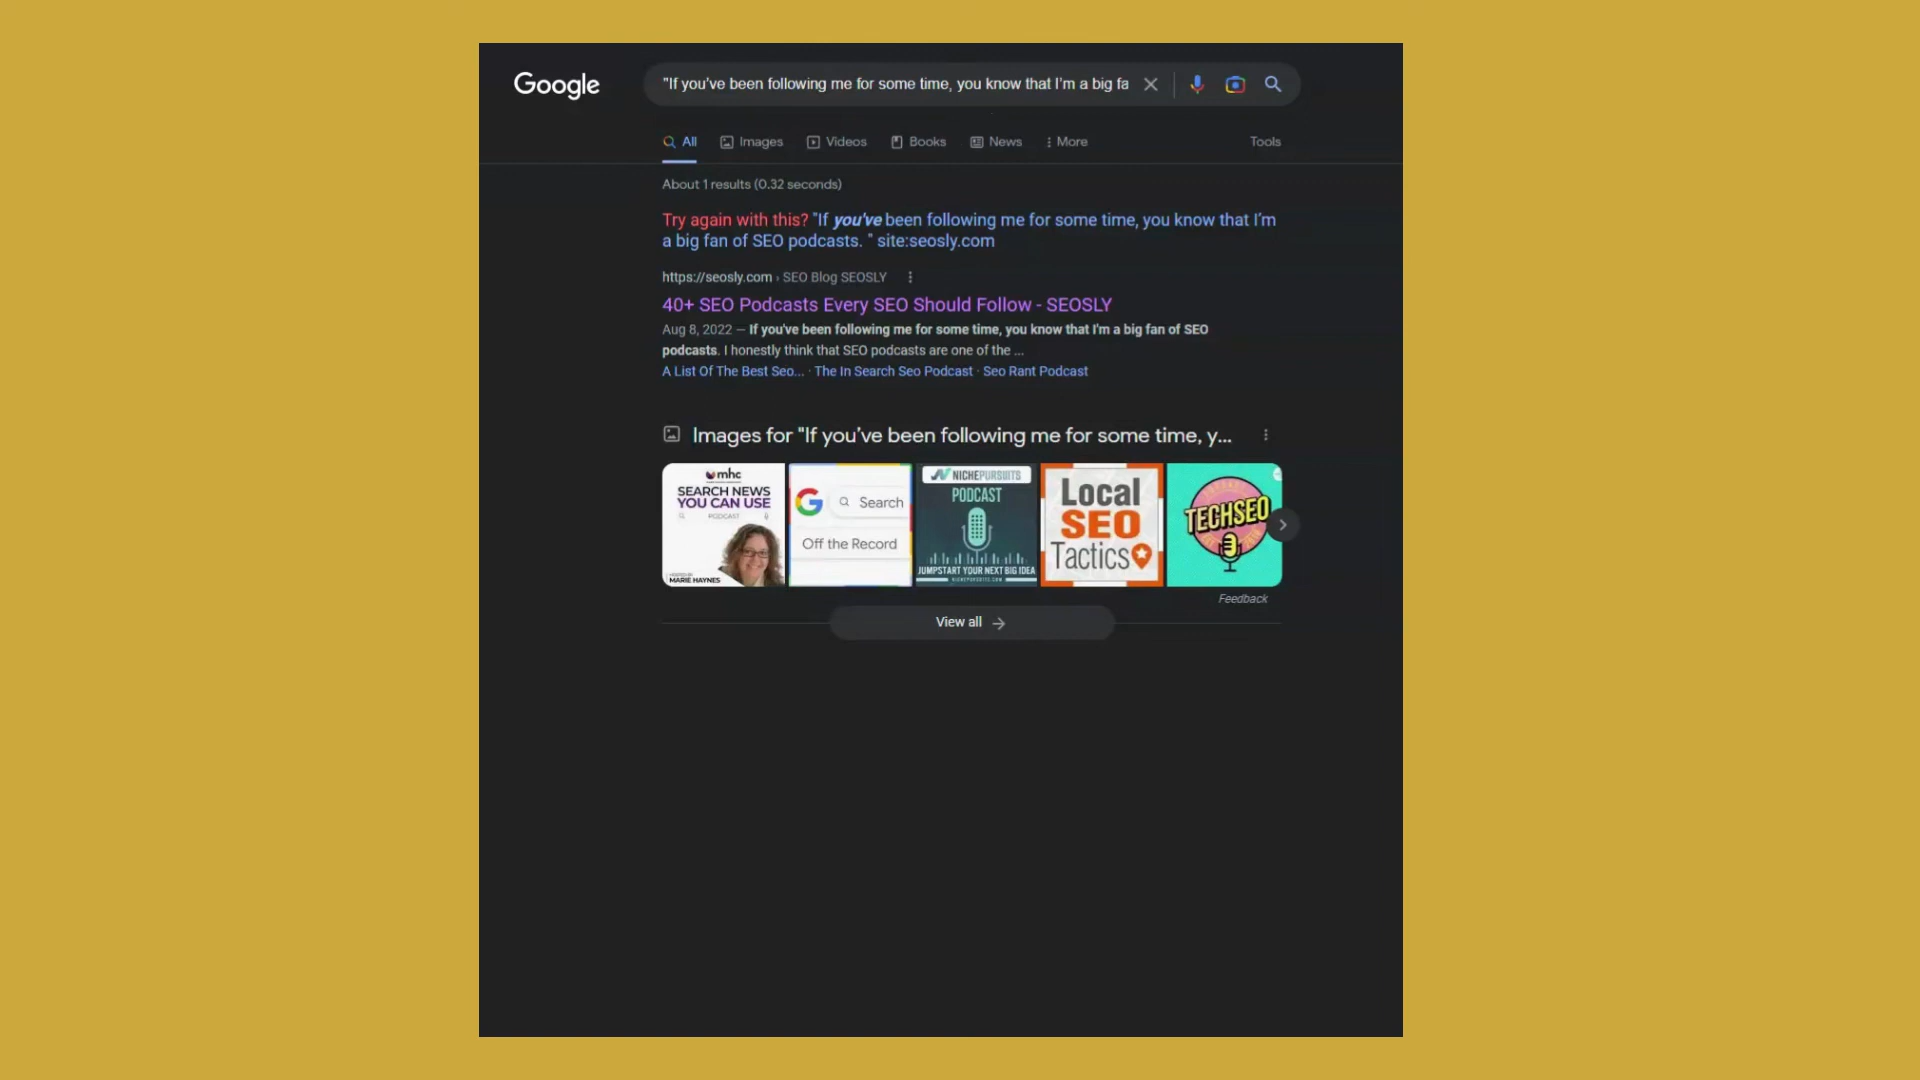 Google
"If you've been following me for some time, you know that I'm a big fa
All
Images
Videos
Books
News
More
Tools
About 1 results (0.32 seconds)
Try again with this? "If you've been following me for some time, you know that I'm
a big fan of SEO podcasts. " site:seosly.com
https://seosly.com › SEO Blog SEOSLY
40+ SEO Podcasts Every SEO Should Follow - SEOSLY
Aug 8, 2022 — If you've been following me for some time, you know that I'm a big fan of SEO
podcasts. I honestly think that SEO podcasts are one of the ...
A List Of The Best Seo... · The In Search Seo Podcast · Seo Rant Podcast
Images for "If you've been following me for some time, y...
mhc
SEARCH NEWS
YOU CAN USE
PODCAST
MARIE HAYNES
G Search
Off the Record
NICHEPURSUITS
PODCAST
JUMPSTART YOUR NEXT BIG IDEA
NICHEPURSUITS.COM
Local
SEO
Tactics
TECHSEO
Feedback
View all